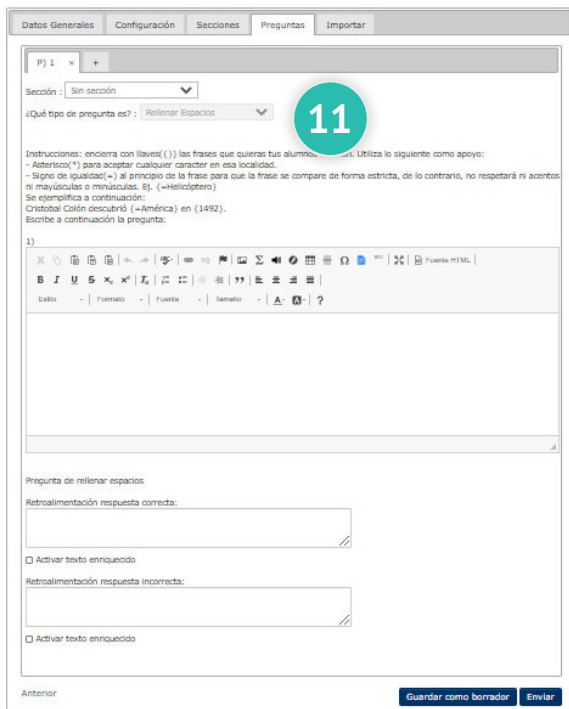 Datos Generales Configuración Secciones Preguntas Importar
P) 1 x +
Sección : Sin sección
¿Qué tipo de pregunta es? : Rellenar Espacios
11
Instrucciones: encierra con llaves({}) las frases que quieras tus alumnos Utiliza lo siguiente como apoyo:
- Asterisco(*) para aceptar cualquier caracter en esa localidad.
- Signo de igualdad(=) al principio de la frase para que la frase se compare de forma estricta, de lo contrario, no respetará ni acentos
ni mayúsculas o minúsculas. Ej. {=Helicóptero}
Se ejemplifica a continuación:
Cristobal Colón descubrió {=América} en {1492}.
Escribe a continuación la pregunta:
1)
Fuente HTML
B I U S x₂ x² Tx
Estilo Formato Fuente Tamaño A A ?
Pregunta de rellenar espacios
Retroalimentación respuesta correcta:
Activar texto enriquecido
Retroalimentación respuesta incorrecta:
Activar texto enriquecido
Anterior Guardar como borrador Enviar